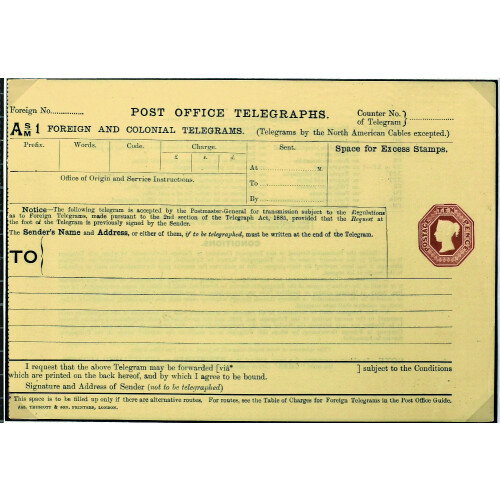 Foreign No...............
POST OFFICE TELEGRAPHS.
Counter No. of Telegram
A S/M 1 FOREIGN AND COLONIAL TELEGRAMS. (Telegrams by the North American Cables excepted.)
Prefix. Words. Code. Charge. Sent. Space for Excess Stamps.
£ s. d.
At
To
By
Office of Origin and Service Instructions.
Notice—The following telegram is accepted by the Postmaster-General for transmission subject to the Regulations
as to Foreign Telegrams, made pursuant to the 2nd section of the Telegraph Act, 1885, provided that the Request at
the foot of the Telegram is previously signed by the Sender.
The Sender's Name and Address, or either of them, if to be telegraphed, must be written at the end of the Telegram.
TO
POSTAGE TEN PENCE
I request that the above Telegram may be forwarded [viâ* ] subject to the Conditions
which are printed on the back hereof, and by which I agree to be bound.
Signature and Address of Sender (not to be telegraphed)
* This space is to be filled up only if there are alternative routes. For routes, see the Table of Charges for Foreign Telegrams in the Post Office Guide.
& SON, PRINTERS, LONDON.